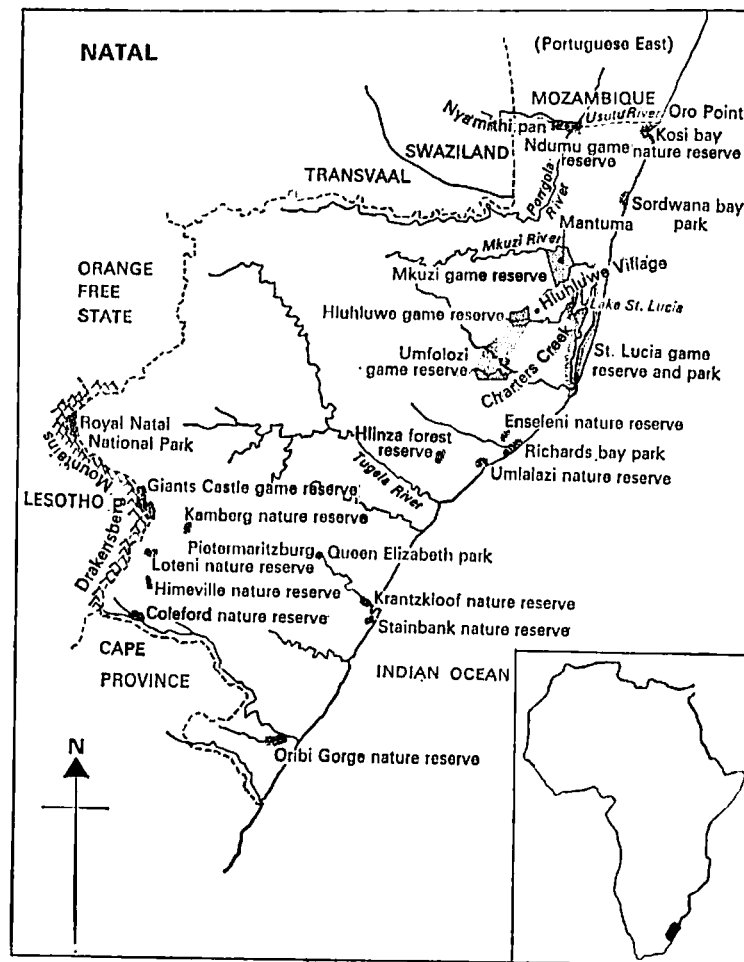 NATAL
(Portuguese East)
MOZAMBIQUE
Usutu River
Oro Point
Nyamithi pan
Kosi bay
nature reserve
SWAZILAND
Ndumu game
reserve
TRANSVAAL
Pongola
River
Sordwana bay
park
Mantuma
Mkuzi River
ORANGE
FREE
STATE
Mkuzi game reserve
Hluhluwe Village
Lake St. Lucia
Hluhluwe game reserve
Umfolozi
game reserve
Charters Creek
St. Lucia game
reserve and park
Enseleni nature reserve
Royal Natal
National Park
Hlinza forest
reserve
Richards bay park
Umlalazi nature reserve
Tugela River
Drakensberg
Mountains
LESOTHO
Giants Castle game reserve
Kamberg nature reserve
Pietermaritzburg
Queen Elizabeth park
Loteni nature reserve
Himeville nature reserve
Krantzkloof nature reserve
Coleford nature reserve
Stainbank nature reserve
CAPE
PROVINCE
INDIAN OCEAN
N
Oribi Gorge nature reserve